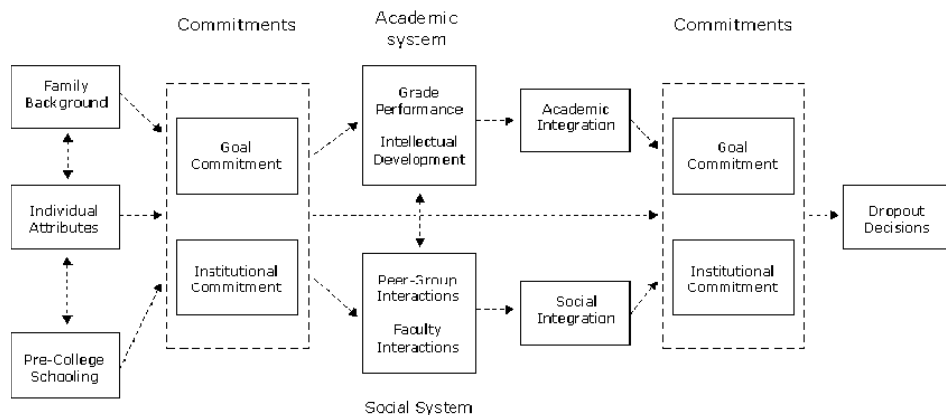 Commitments
Academic
system
Commitments
Family
Background
Individual
Attributes
Pre-College
Schooling
Goal
Commitment
Institutional
Commitment
Grade
Performance
Intellectual
Development
Peer-Group
Interactions
Faculty
Interactions
Social System
Academic
Integration
Social
Integration
Goal
Commitment
Institutional
Commitment
Dropout
Decisions